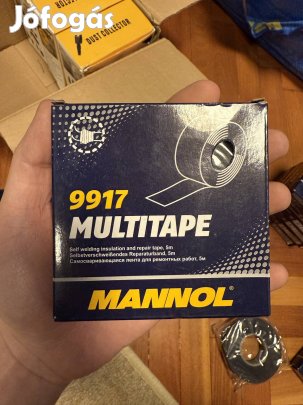 Jófogás
DUST COLLECTOR
9917
MULTITAPE
Self welding insulation and repair tape, 5m
Selbstverschweißendes Reparaturband, 5m
Самосваривающаяся лента для ремонтных работ, 5м
MANNOL®